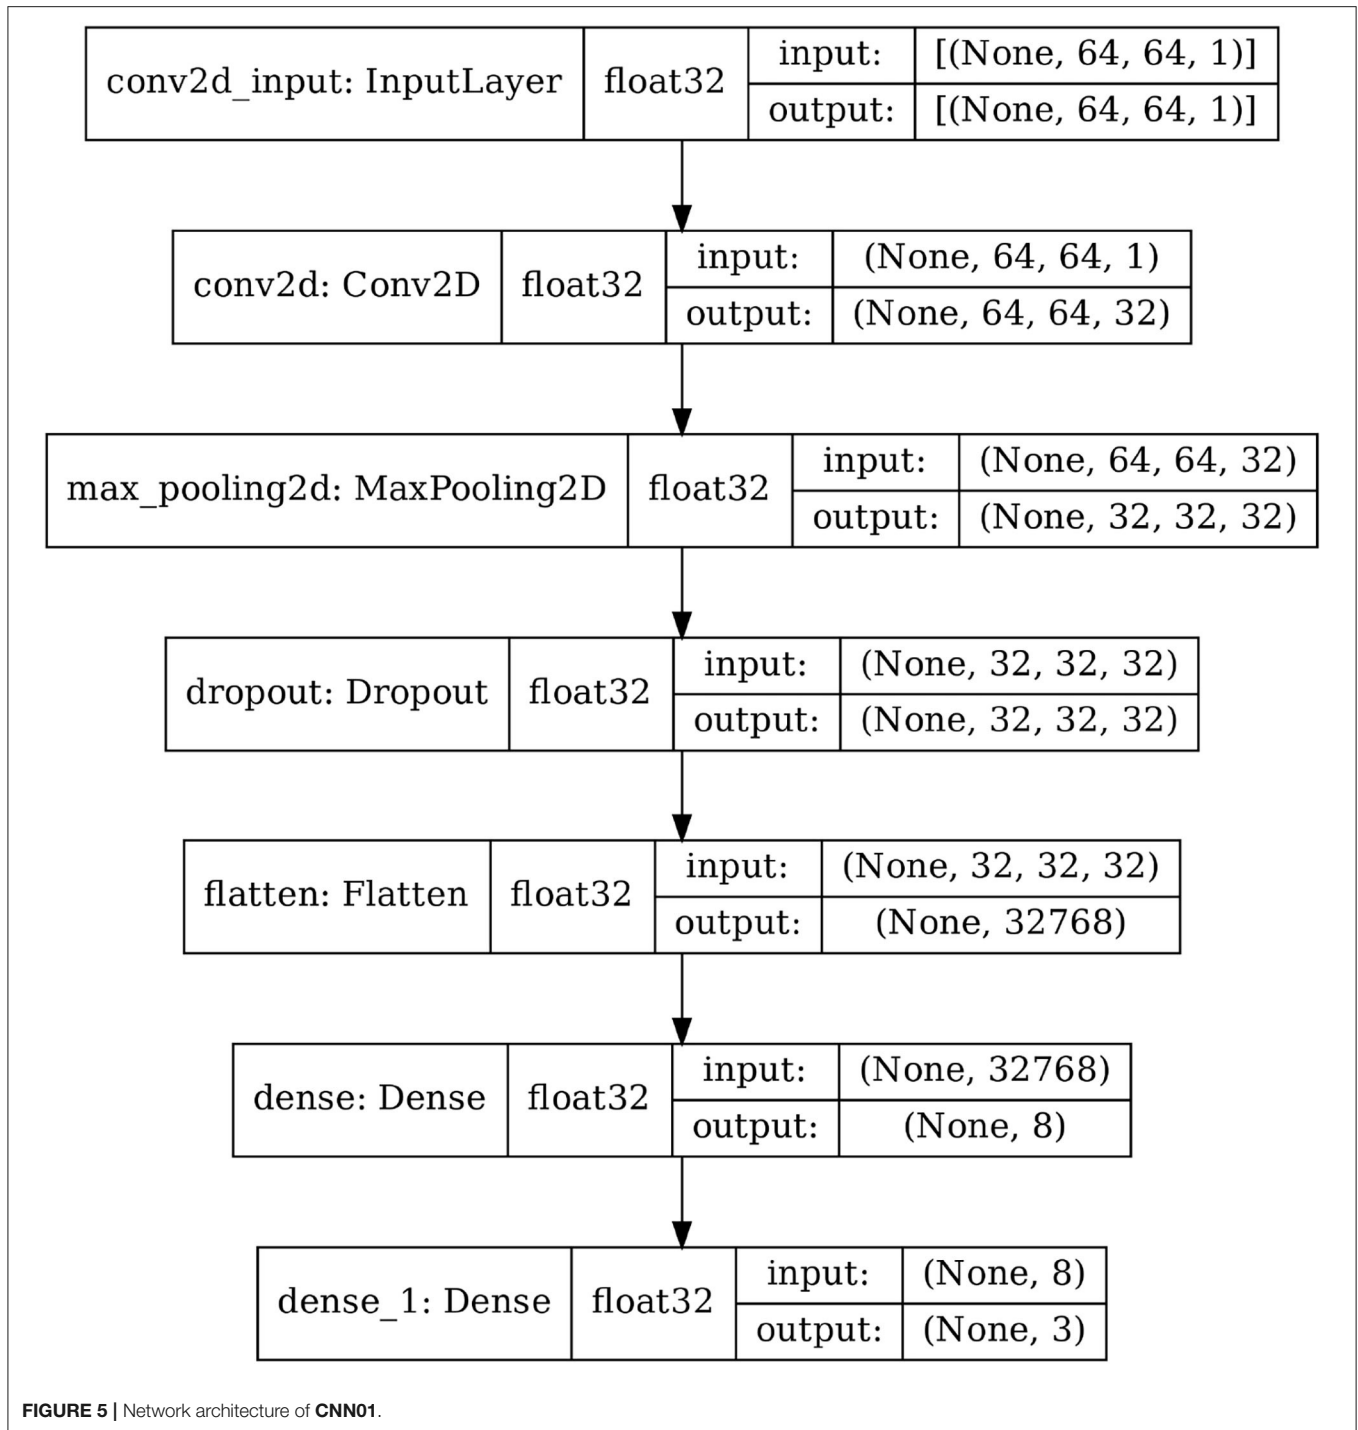 conv2d_input: InputLayer float32 input: [(None, 64, 64, 1)]
output: [(None, 64, 64, 1)]
conv2d: Conv2D float32 input: (None, 64, 64, 1)
output: (None, 64, 64, 32)
max_pooling2d: MaxPooling2D float32 input: (None, 64, 64, 32)
output: (None, 32, 32, 32)
dropout: Dropout float32 input: (None, 32, 32, 32)
output: (None, 32, 32, 32)
flatten: Flatten float32 input: (None, 32, 32, 32)
output: (None, 32768)
dense: Dense float32 input: (None, 32768)
output: (None, 8)
dense_1: Dense float32 input: (None, 8)
output: (None, 3)
FIGURE 5 | Network architecture of CNN01.